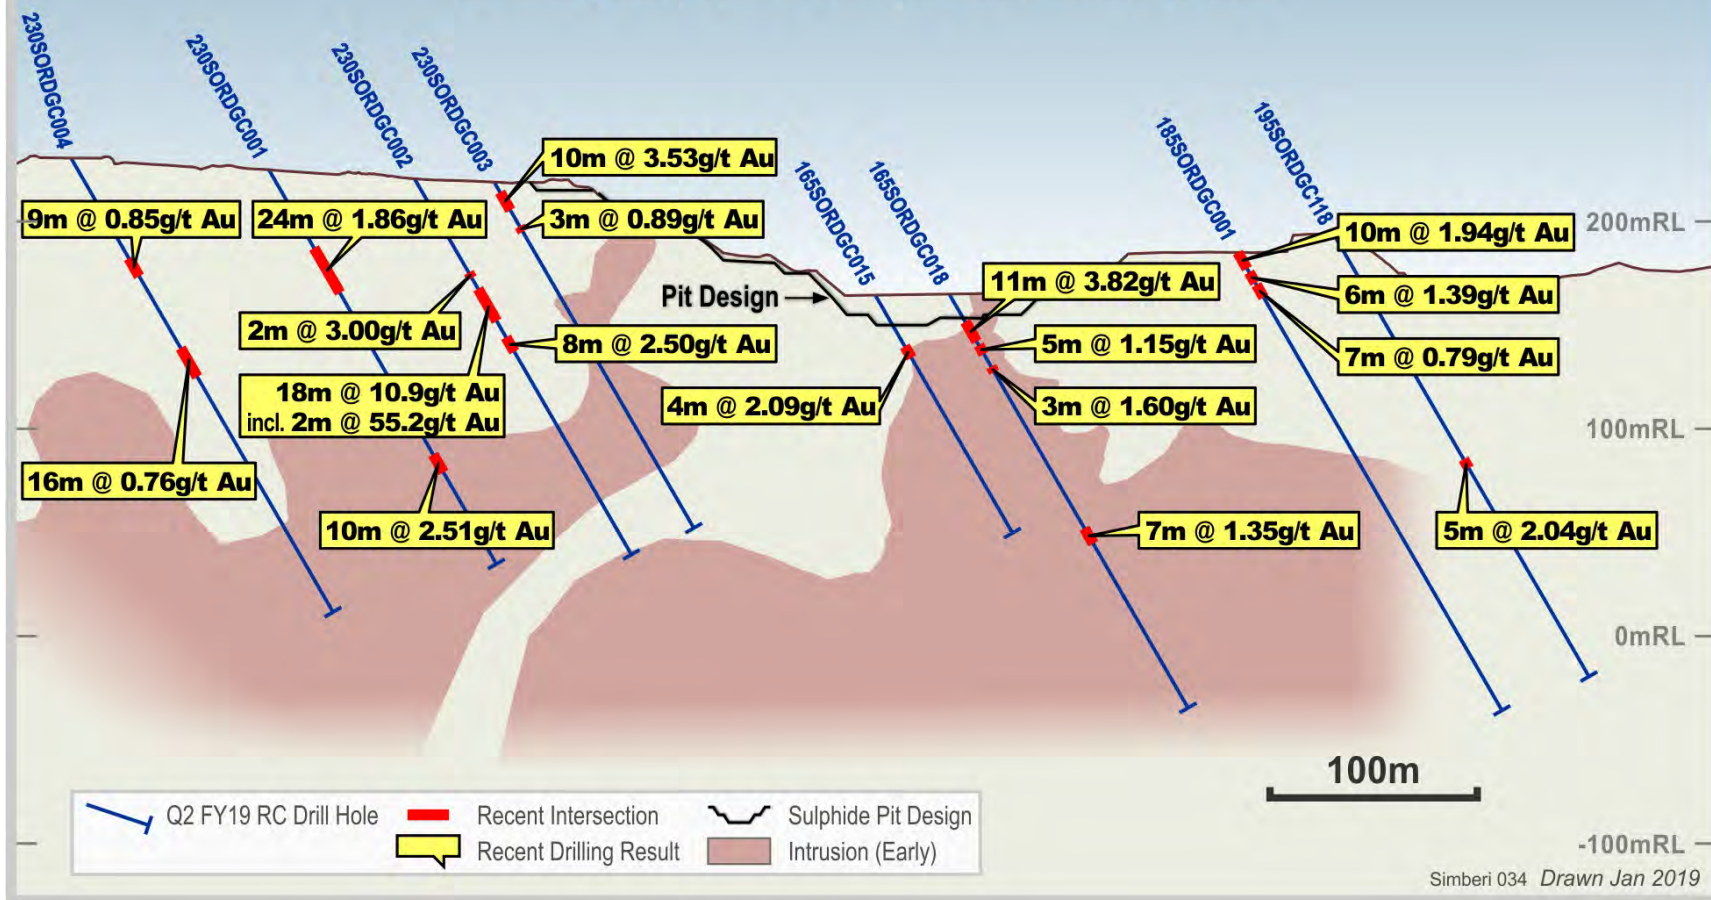 230SORDGC004
230SORDGC001
230SORDGC002
230SORDGC003
165SORDGC015
165SORDGC018
185SORDGC001
195SORDGC118
10m @ 3.53g/t Au
9m @ 0.85g/t Au
24m @ 1.86g/t Au
3m @ 0.89g/t Au
10m @ 1.94g/t Au
200mRL
11m @ 3.82g/t Au
6m @ 1.39g/t Au
Pit Design
2m @ 3.00g/t Au
8m @ 2.50g/t Au
5m @ 1.15g/t Au
7m @ 0.79g/t Au
18m @ 10.9g/t Au
incl. 2m @ 55.2g/t Au
4m @ 2.09g/t Au
3m @ 1.60g/t Au
100mRL
16m @ 0.76g/t Au
10m @ 2.51g/t Au
7m @ 1.35g/t Au
5m @ 2.04g/t Au
0mRL
100m
Q2 FY19 RC Drill Hole
Recent Intersection
Sulphide Pit Design
Recent Drilling Result
Intrusion (Early)
-100mRL
Simberi 034 Drawn Jan 2019